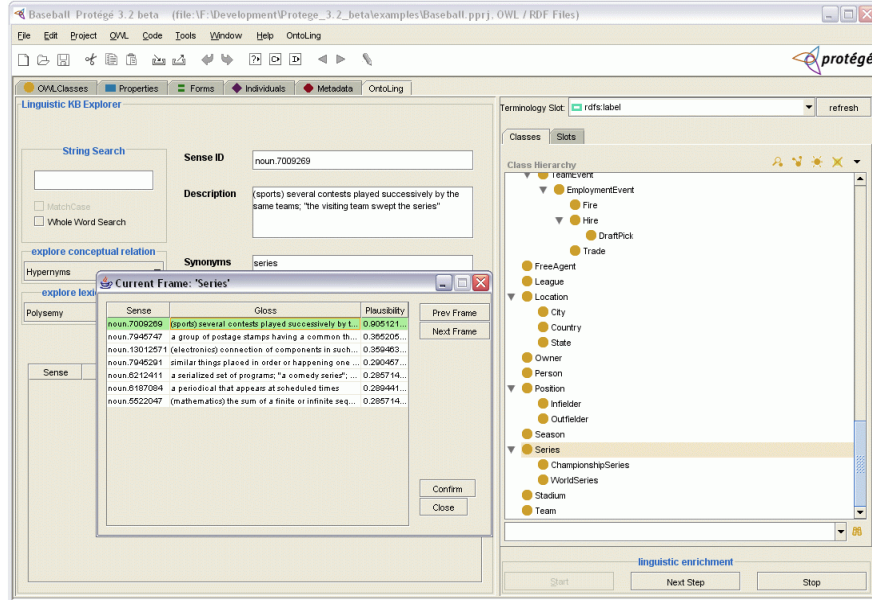 Baseball Protégé 3.2 beta (file:\F:\Development\Protege_3.2_beta\examples\Baseball.pprj, OWL / RDF Files)
File Edit Project OWL Code Tools Window Help OntoLing
protégé
OWLClasses Properties Forms Individuals Metadata OntoLing
Linguistic KB Explorer
String Search
MatchCase
Whole Word Search
Sense ID
noun.7009269
Description
(sports) several contests played successively by the
same teams; "the visiting team swept the series"
Synonyms
series
explore conceptual relation
Hypernyms
explore lexi
Polysemy
Sense
Current Frame: 'Series'
Sense Gloss Plausibility
noun.7009269 (sports) several contests played successively by t... 0.905121...
noun.7945747 a group of postage stamps having a common th... 0.365205...
noun.13012571 (electronics) connection of components in such... 0.359463...
noun.7945291 similar things placed in order or happening one ... 0.290457...
noun.6212411 a serialized set of programs; "a comedy series"; ... 0.285714...
noun.6187084 a periodical that appears at scheduled times 0.289441...
noun.5522047 (mathematics) the sum of a finite or infinite seq... 0.285714...
Prev Frame
Next Frame
Confirm
Close
Terminology Slot: rdfs:label refresh
Classes Slots
Class Hierarchy
TeamEvent
EmploymentEvent
Fire
Hire
DraftPick
Trade
FreeAgent
League
Location
City
Country
State
Owner
Person
Position
Infielder
Outfielder
Season
Series
ChampionshipSeries
WorldSeries
Stadium
Team
linguistic enrichment
Start Next Step Stop